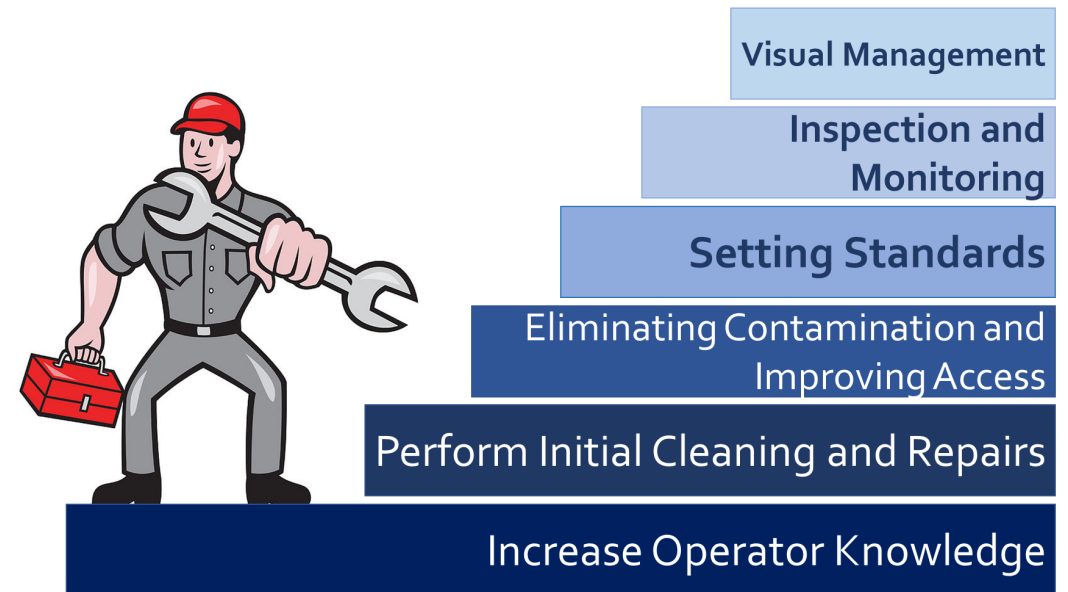 Visual Management
Inspection and
Monitoring
Setting Standards
Eliminating Contamination and
Improving Access
Perform Initial Cleaning and Repairs
Increase Operator Knowledge